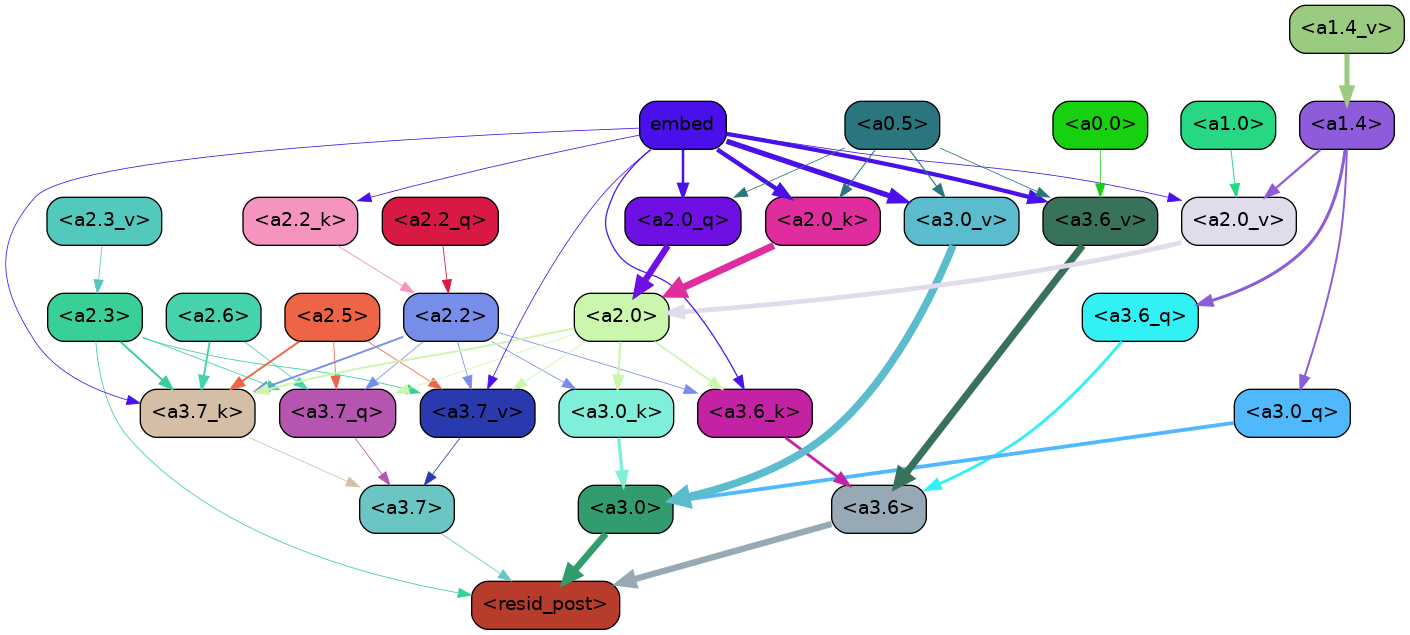 <a1.4_v>
embed
<a0.5>
<a0.0>
<a1.0>
<a1.4>
<a2.3_v>
<a2.2_k>
<a2.2_q>
<a2.0_q>
<a2.0_k>
<a3.0_v>
<a3.6_v>
<a2.0_v>
<a2.3>
<a2.6>
<a2.5>
<a2.2>
<a2.0>
<a3.6_q>
<a3.7_k>
<a3.7_q>
<a3.7_v>
<a3.0_k>
<a3.6_k>
<a3.0_q>
<a3.7>
<a3.0>
<a3.6>
<resid_post>